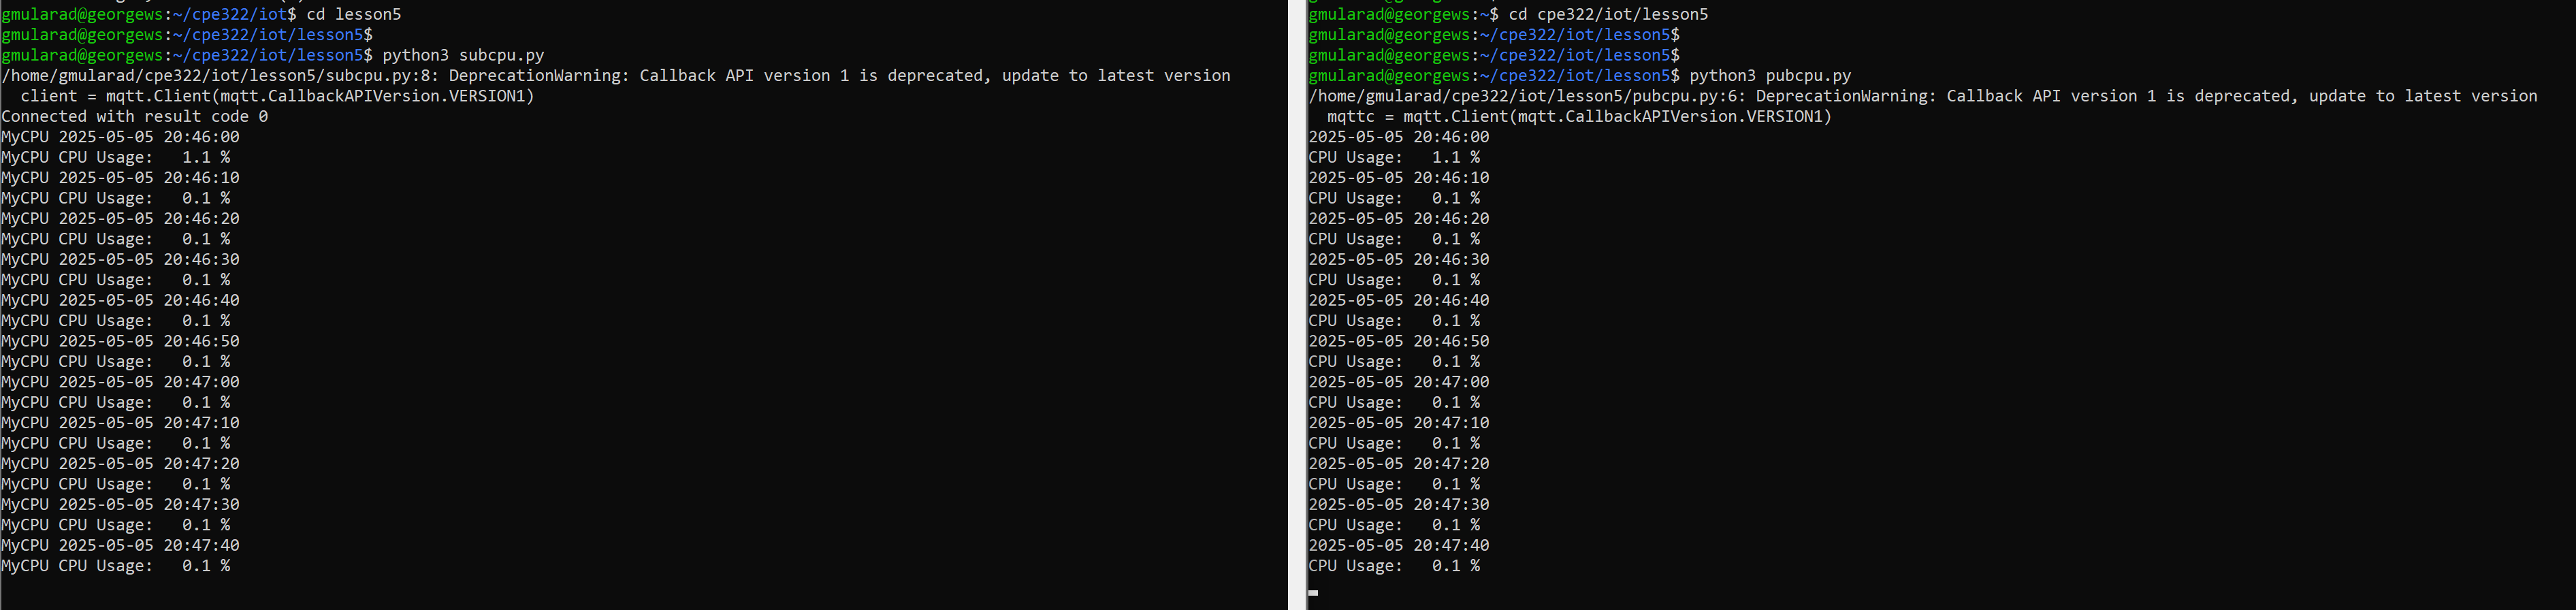 gmularad@georgews:~/cpe322/iot$ cd lesson5
gmularad@georgews:~/cpe322/iot/lesson5$
gmularad@georgews:~/cpe322/iot/lesson5$ python3 subcpu.py
/home/gmularad/cpe322/iot/lesson5/subcpu.py:8: DeprecationWarning: Callback API version 1 is deprecated, update to latest version
  client = mqtt.Client(mqtt.CallbackAPIVersion.VERSION1)
Connected with result code 0
MyCPU 2025-05-05 20:46:00
MyCPU CPU Usage:   1.1 %
MyCPU 2025-05-05 20:46:10
MyCPU CPU Usage:   0.1 %
MyCPU 2025-05-05 20:46:20
MyCPU CPU Usage:   0.1 %
MyCPU 2025-05-05 20:46:30
MyCPU CPU Usage:   0.1 %
MyCPU 2025-05-05 20:46:40
MyCPU CPU Usage:   0.1 %
MyCPU 2025-05-05 20:46:50
MyCPU CPU Usage:   0.1 %
MyCPU 2025-05-05 20:47:00
MyCPU CPU Usage:   0.1 %
MyCPU 2025-05-05 20:47:10
MyCPU CPU Usage:   0.1 %
MyCPU 2025-05-05 20:47:20
MyCPU CPU Usage:   0.1 %
MyCPU 2025-05-05 20:47:30
MyCPU CPU Usage:   0.1 %
MyCPU 2025-05-05 20:47:40
MyCPU CPU Usage:   0.1 %
gmularad@georgews:~$ cd cpe322/iot/lesson5
gmularad@georgews:~/cpe322/iot/lesson5$
gmularad@georgews:~/cpe322/iot/lesson5$
gmularad@georgews:~/cpe322/iot/lesson5$ python3 pubcpu.py
/home/gmularad/cpe322/iot/lesson5/pubcpu.py:6: DeprecationWarning: Callback API version 1 is deprecated, update to latest version
  mqttc = mqtt.Client(mqtt.CallbackAPIVersion.VERSION1)
2025-05-05 20:46:00
CPU Usage:   1.1 %
2025-05-05 20:46:10
CPU Usage:   0.1 %
2025-05-05 20:46:20
CPU Usage:   0.1 %
2025-05-05 20:46:30
CPU Usage:   0.1 %
2025-05-05 20:46:40
CPU Usage:   0.1 %
2025-05-05 20:46:50
CPU Usage:   0.1 %
2025-05-05 20:47:00
CPU Usage:   0.1 %
2025-05-05 20:47:10
CPU Usage:   0.1 %
2025-05-05 20:47:20
CPU Usage:   0.1 %
2025-05-05 20:47:30
CPU Usage:   0.1 %
2025-05-05 20:47:40
CPU Usage:   0.1 %